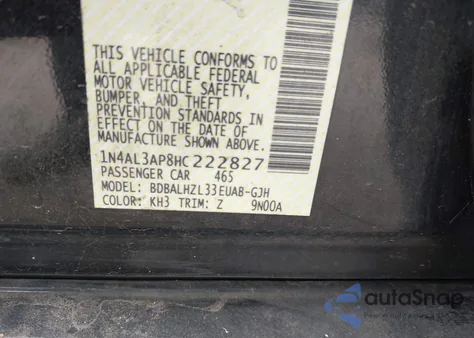 THIS VEHICLE CONFORMS TO
ALL APPLICABLE FEDERAL
MOTOR VEHICLE SAFETY,
BUMPER, AND THEFT
PREVENTION STANDARDS IN
EFFECT ON THE DATE OF
MANUFACTURE SHOWN ABOVE.
1N4AL3AP8HC222827
PASSENGER CAR 465
MODEL: BDBALHZL33EUAB-GJH
COLOR: KH3 TRIM: Z 9N00A
autoSnap